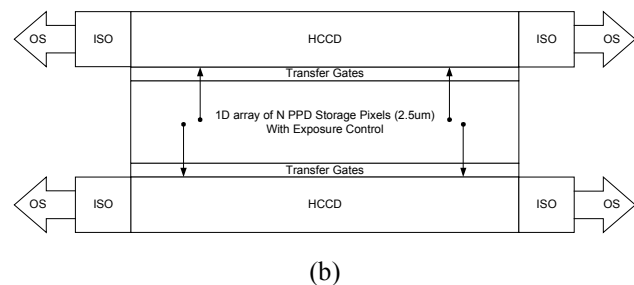 OS ISO HCCD ISO OS
Transfer Gates
1D array of N PPD Storage Pixels (2.5um)
With Exposure Control
Transfer Gates
OS ISO HCCD ISO OS
(b)